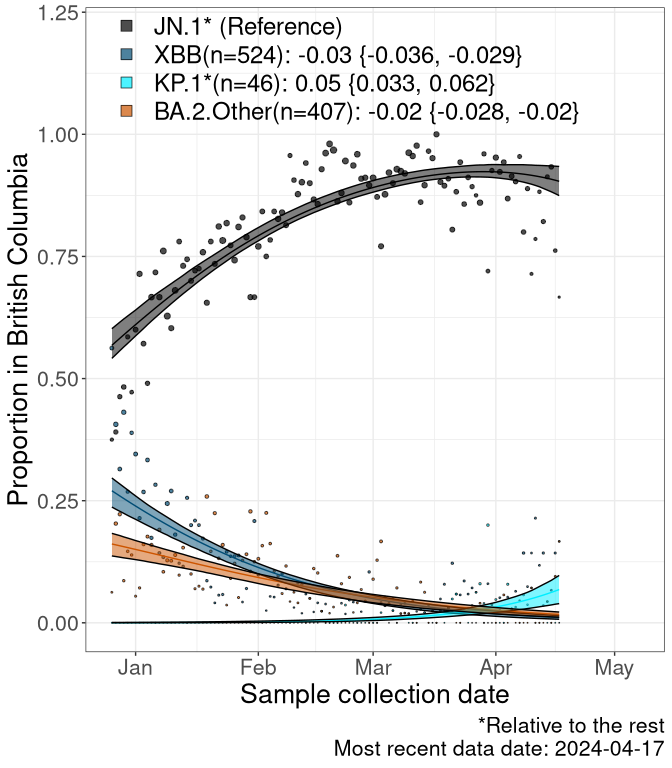 JN.1* (Reference)
XBB(n=524): -0.03 {-0.036, -0.029}
KP.1*(n=46): 0.05 {0.033, 0.062}
BA.2.Other(n=407): -0.02 {-0.028, -0.02}
Proportion in British Columbia
1.25
1.00
0.75
0.50
0.25
0.00
Jan Feb Mar Apr May
Sample collection date
*Relative to the rest
Most recent data date: 2024-04-17